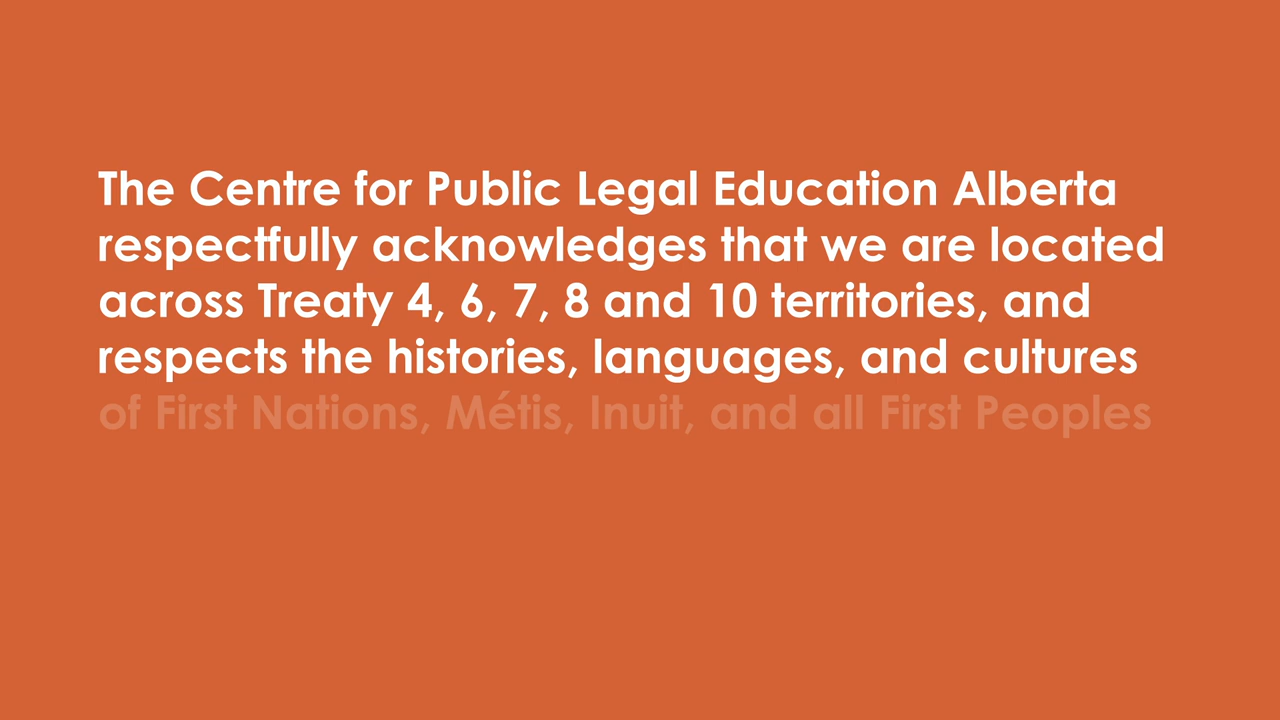 The Centre for Public Legal Education Alberta
respectfully acknowledges that we are located
across Treaty 4, 6, 7, 8 and 10 territories, and
respects the histories, languages, and cultures
of First Nations, Métis, Inuit, and all First Peoples